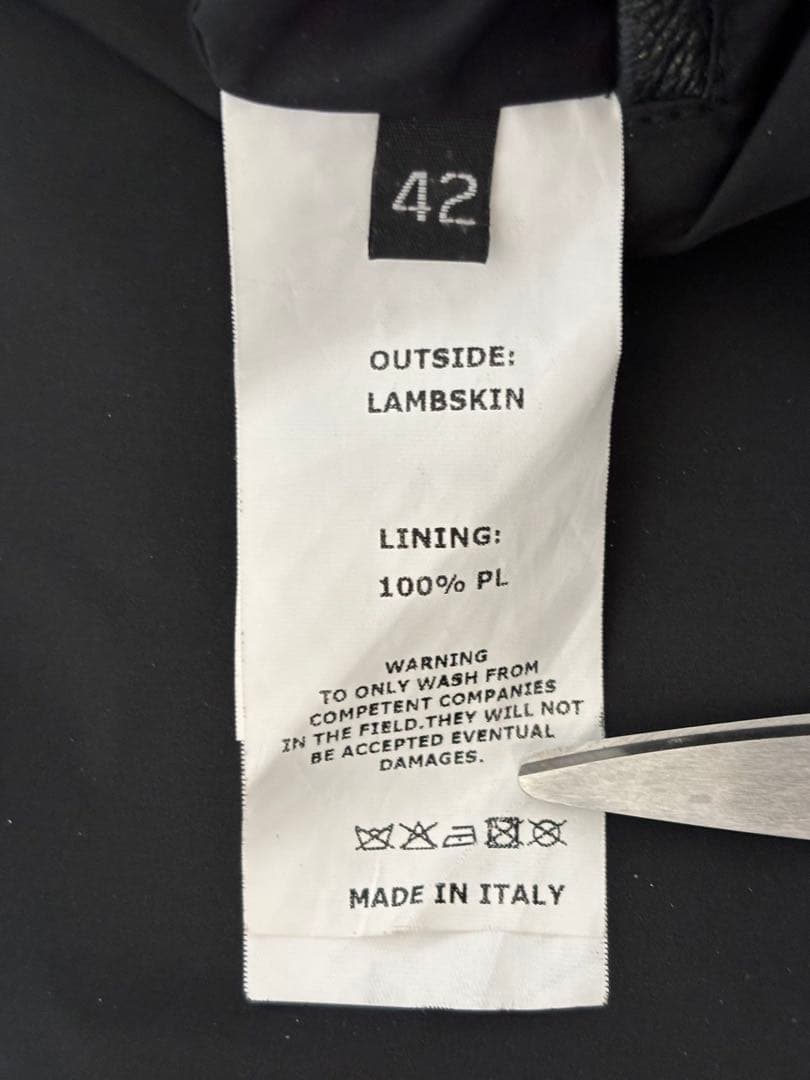 42
OUTSIDE:
LAMBSKIN
LINING:
100% PL
WARNING
TO ONLY WASH FROM
COMPETENT COMPANIES
IN THE FIELD.THEY WILL NOT
BE ACCEPTED EVENTUAL
DAMAGES.
MADE IN ITALY